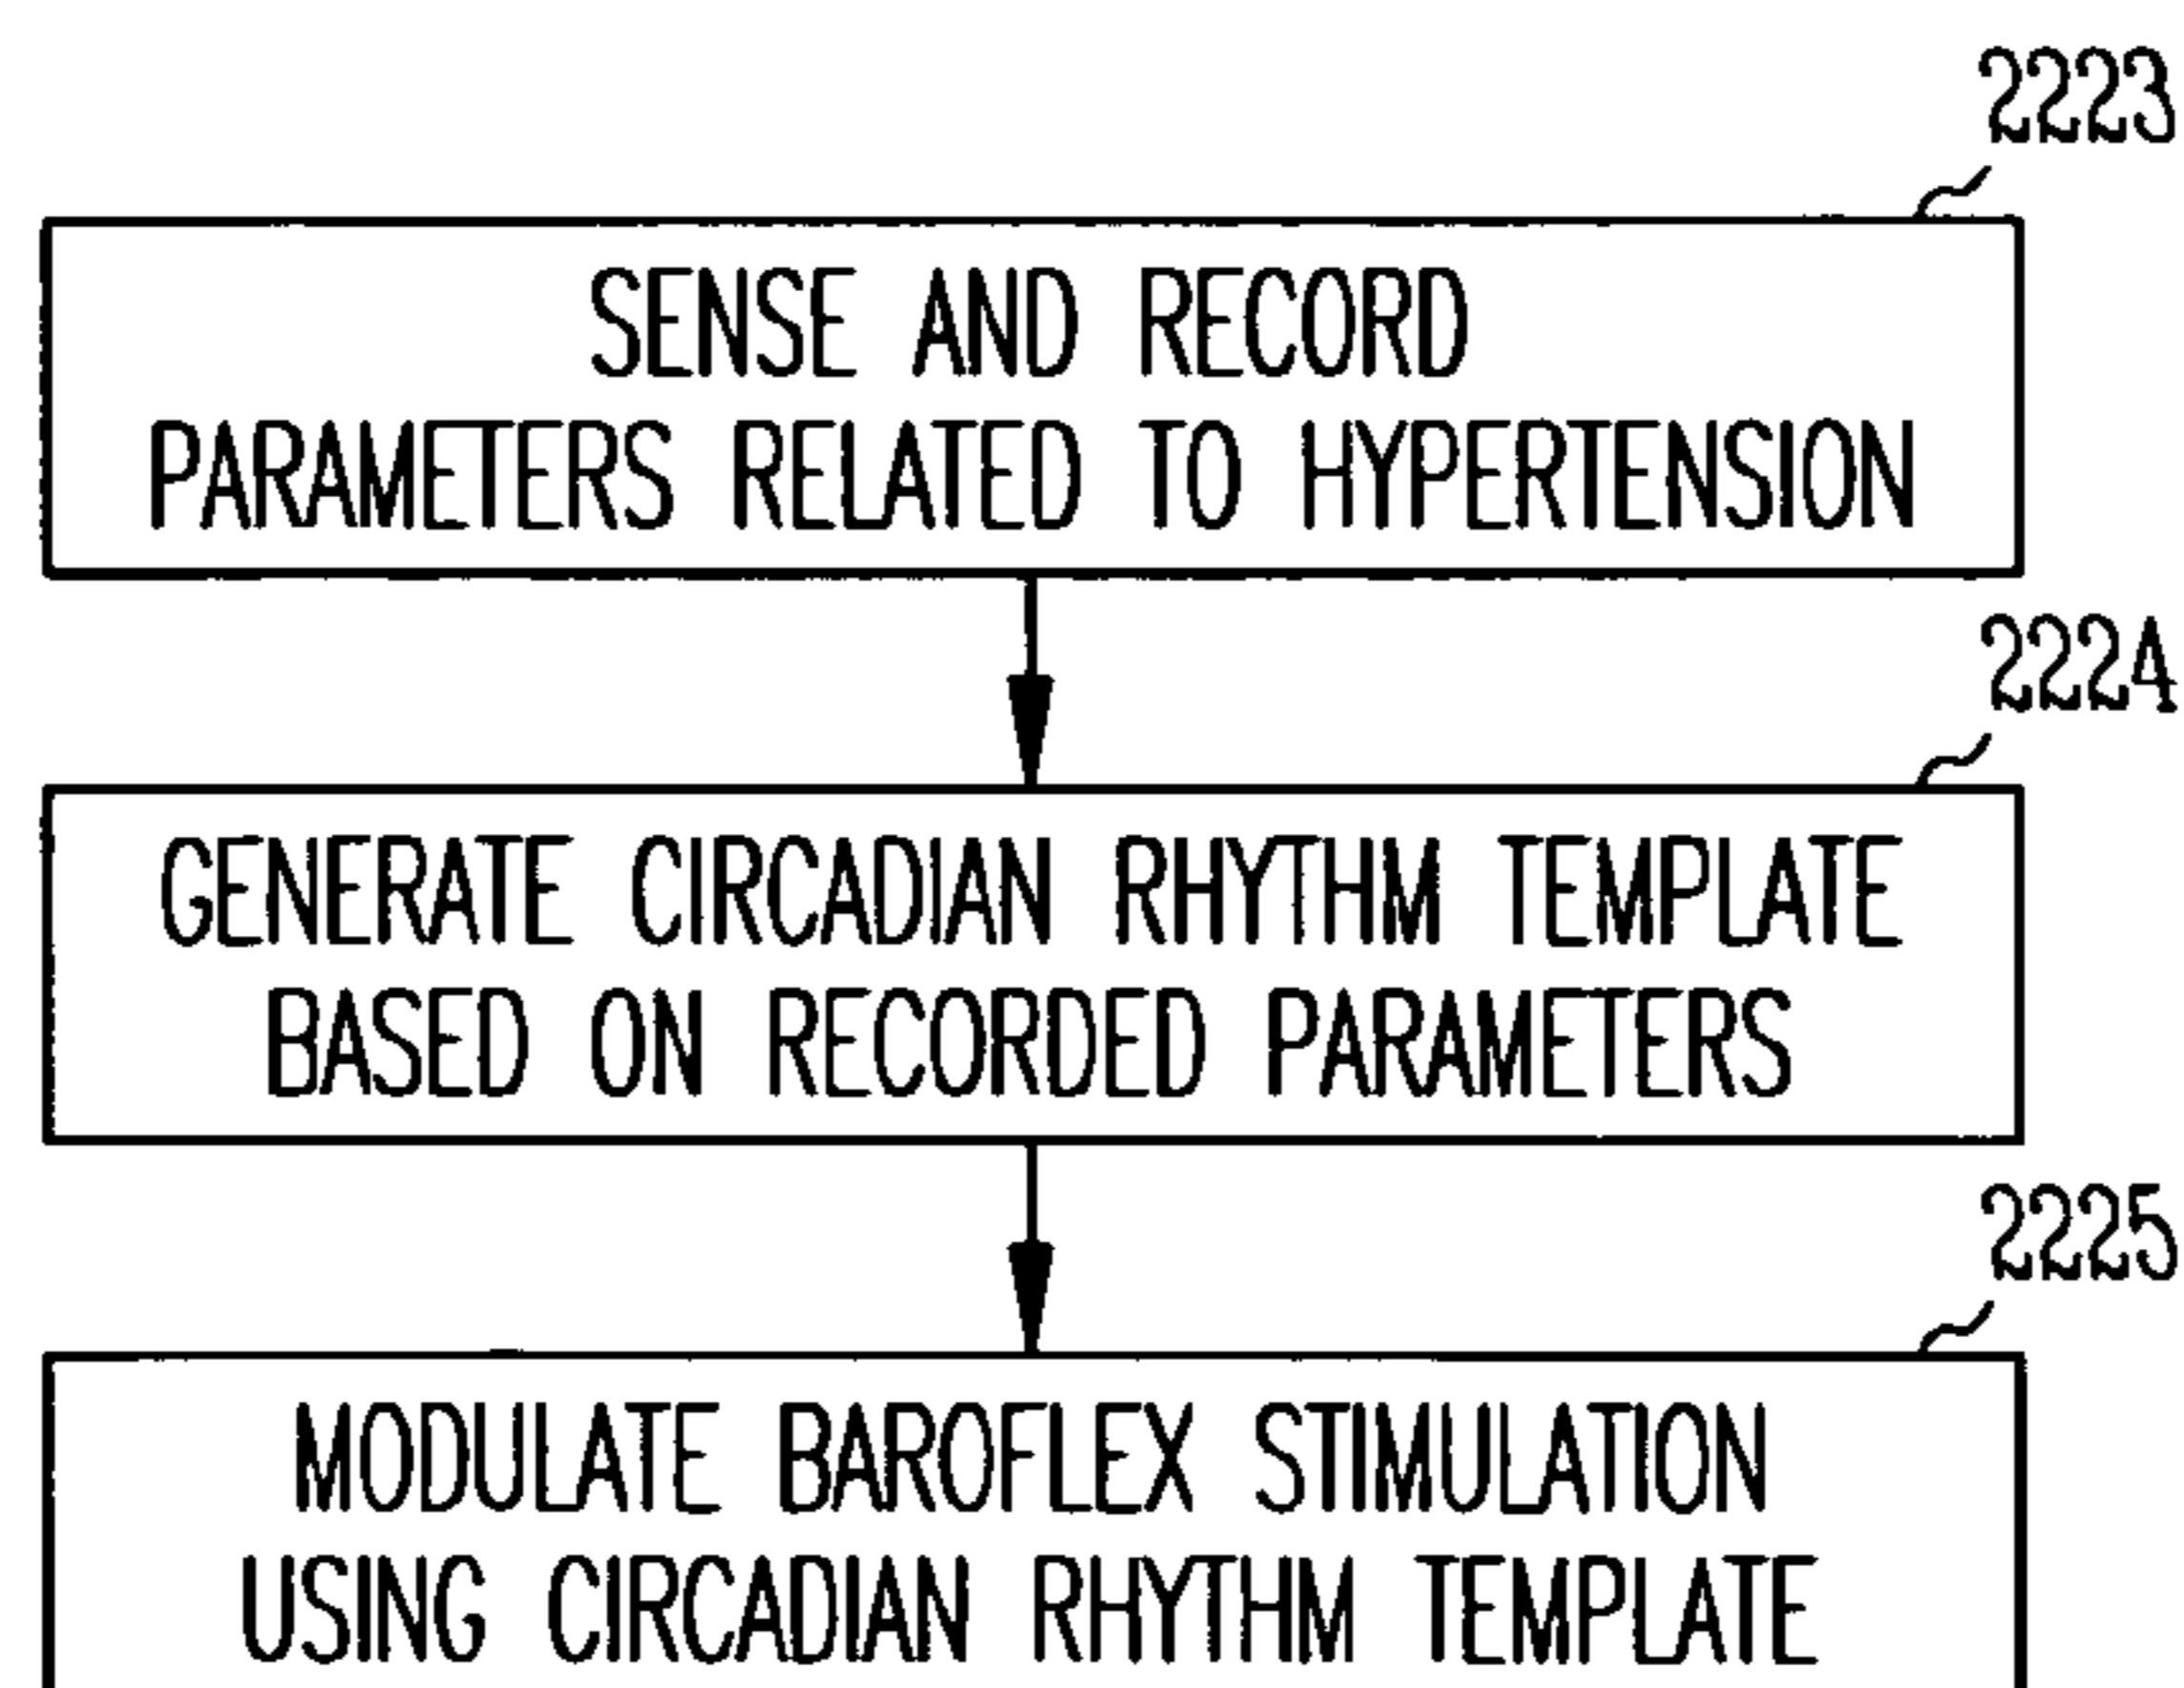 2223
SENSE AND RECORD
PARAMETERS RELATED TO HYPERTENSION
2224
GENERATE CIRCADIAN RHYTHM TEMPLATE
BASED ON RECORDED PARAMETERS
2225
MODULATE BAROFLEX STIMULATION
USING CIRCADIAN RHYTHM TEMPLATE